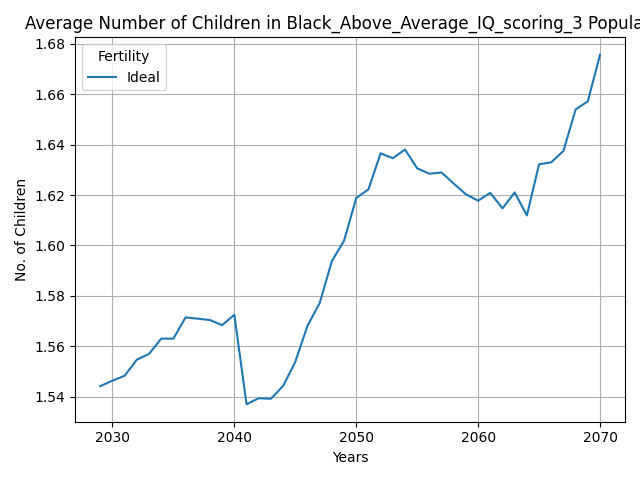 Average Number of Children in Black_Above_Average_IQ_scoring_3 Popula
Fertility
Ideal
No. of Children
1.68
1.66
1.64
1.62
1.60
1.58
1.56
1.54
2030 2040 2050 2060 2070
Years